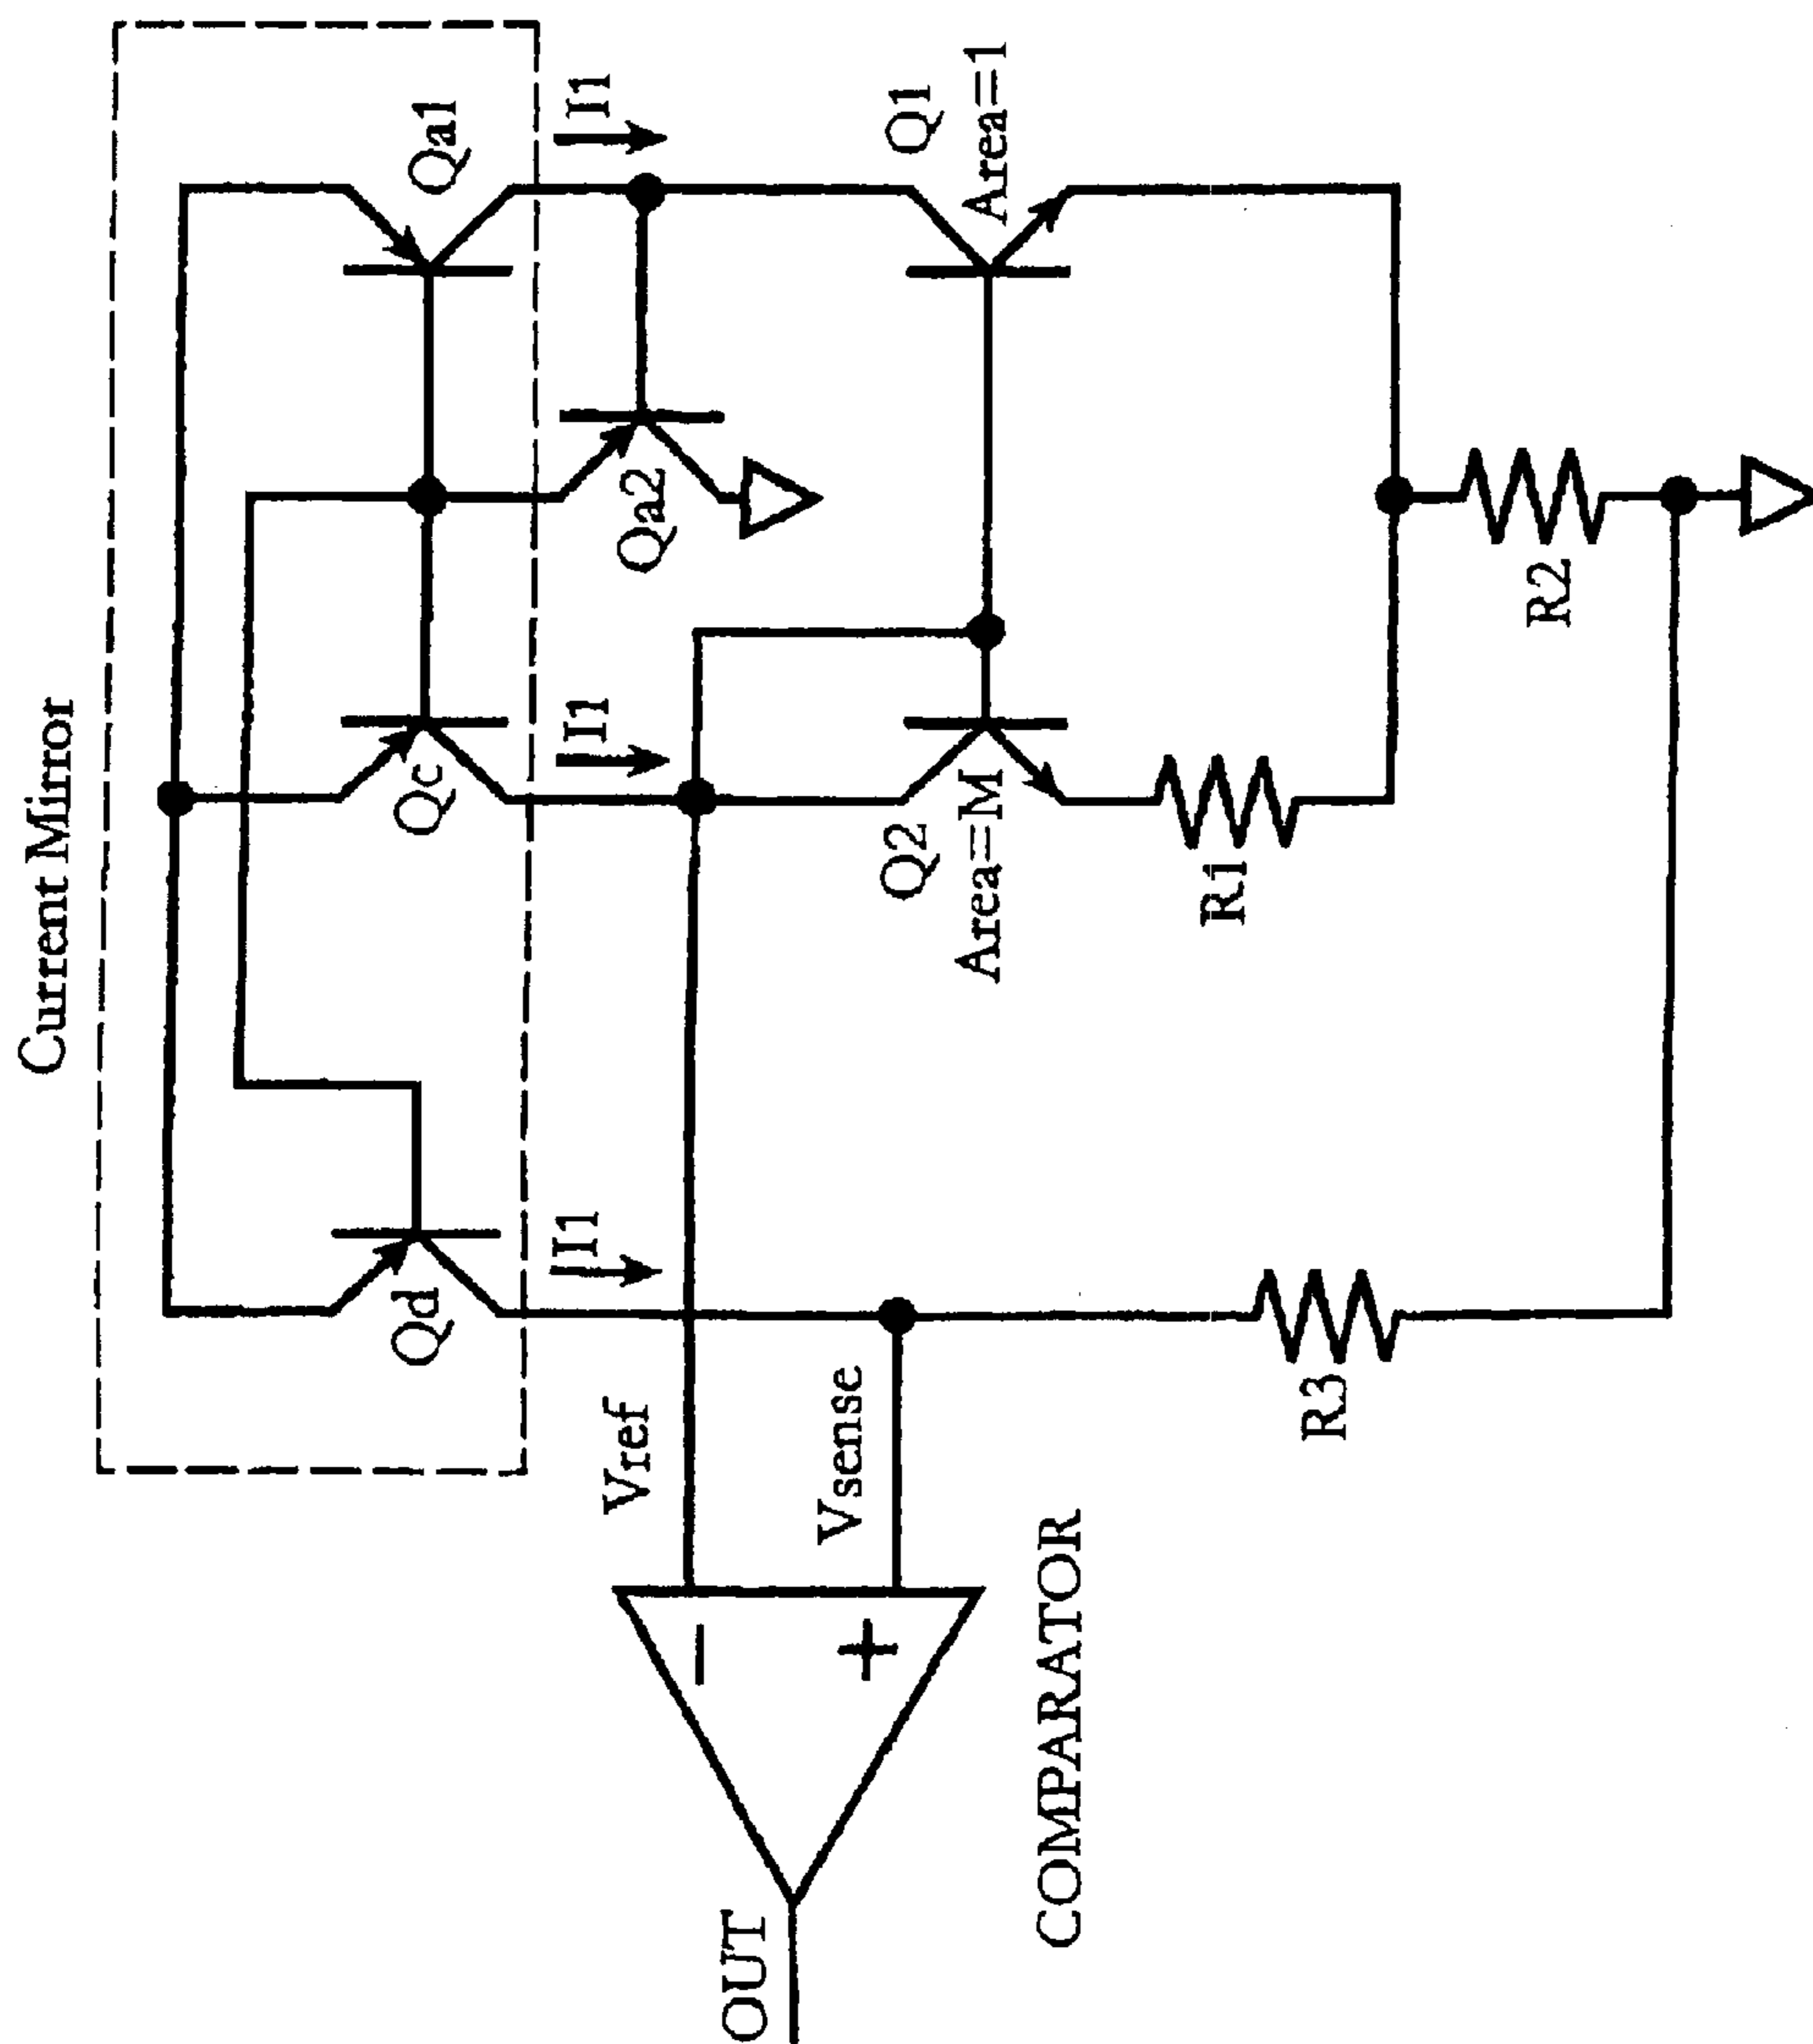 Current Mirror
Qd
Qc
Qa1
I1
I1
I1
Qa2
Vref
Vsense
Q2
Area=M
Q1
Area=1
OUT
−
+
COMPARATOR
R1
R3
R2